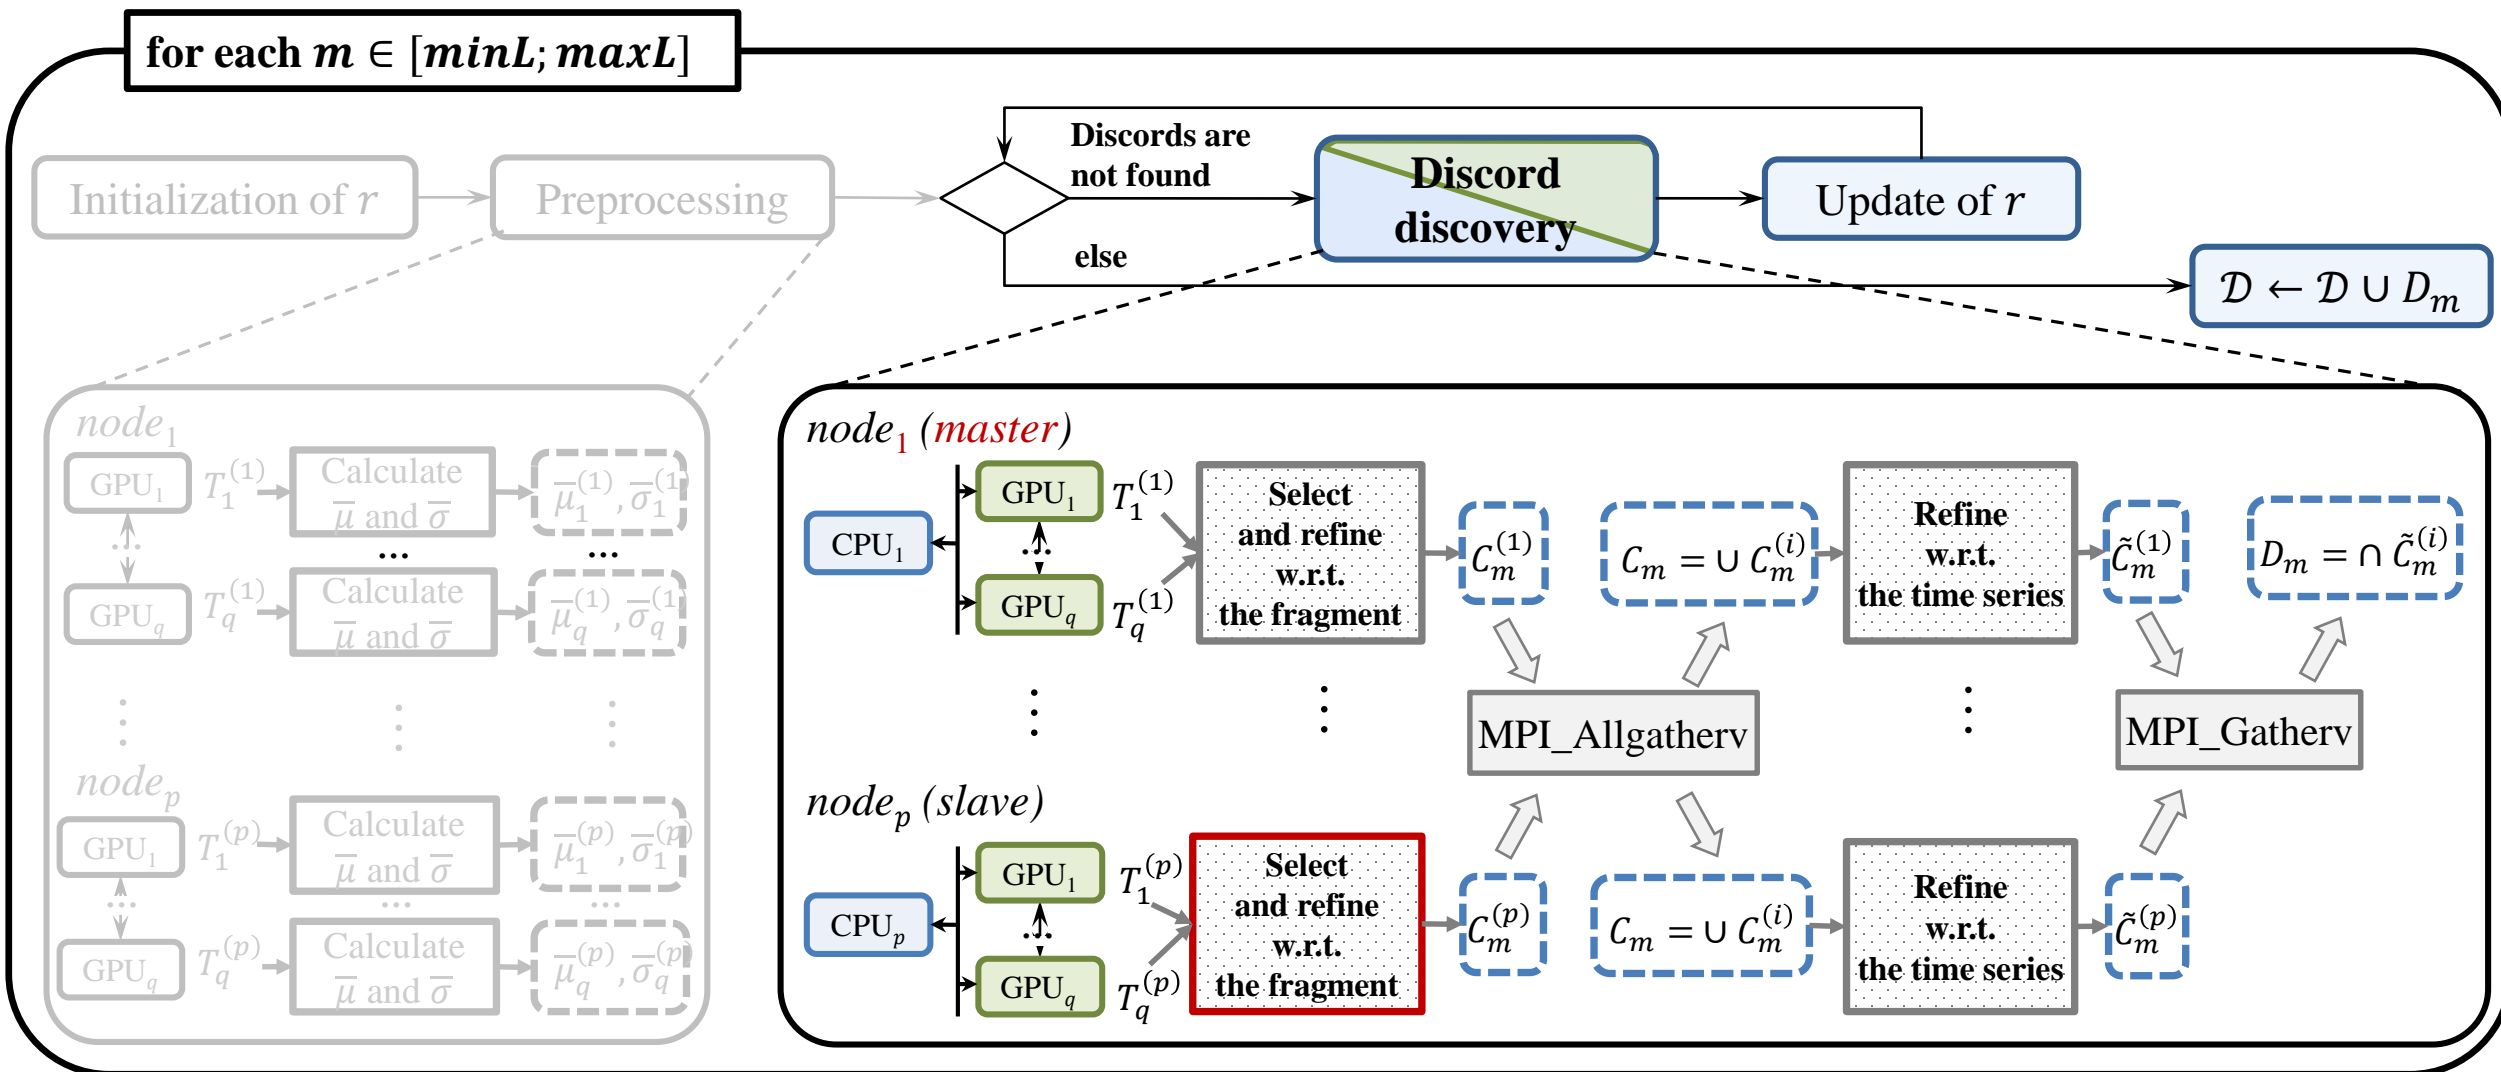 for each m ∈ [minL; maxL]
Initialization of r
Preprocessing
Discords are
not found
else
Discord
discovery
Update of r
𝒟 ← 𝒟 ∪ D_m
node_1
GPU_1
T_1^(1)
Calculate
μ̅ and σ̅
μ̅_1^(1), σ̅_1^(1)
...
...
...
GPU_q
T_q^(1)
Calculate
μ̅ and σ̅
μ̅_q^(1), σ̅_q^(1)
⋮
⋮
⋮
node_p
GPU_1
T_1^(p)
Calculate
μ̅ and σ̅
μ̅_1^(p), σ̅_1^(p)
...
...
...
GPU_q
T_q^(p)
Calculate
μ̅ and σ̅
μ̅_q^(p), σ̅_q^(p)
node_1 (master)
CPU_1
GPU_1
...
GPU_q
T_1^(1)
T_q^(1)
Select
and refine
w.r.t.
the fragment
C_m^(1)
C_m = ∪ C_m^(i)
Refine
w.r.t.
the time series
C̃_m^(1)
D_m = ∩ C̃_m^(i)
⋮
⋮
MPI_Allgatherv
⋮
MPI_Gatherv
node_p (slave)
CPU_p
GPU_1
...
GPU_q
T_1^(p)
T_q^(p)
Select
and refine
w.r.t.
the fragment
C_m^(p)
C_m = ∪ C_m^(i)
Refine
w.r.t.
the time series
C̃_m^(p)